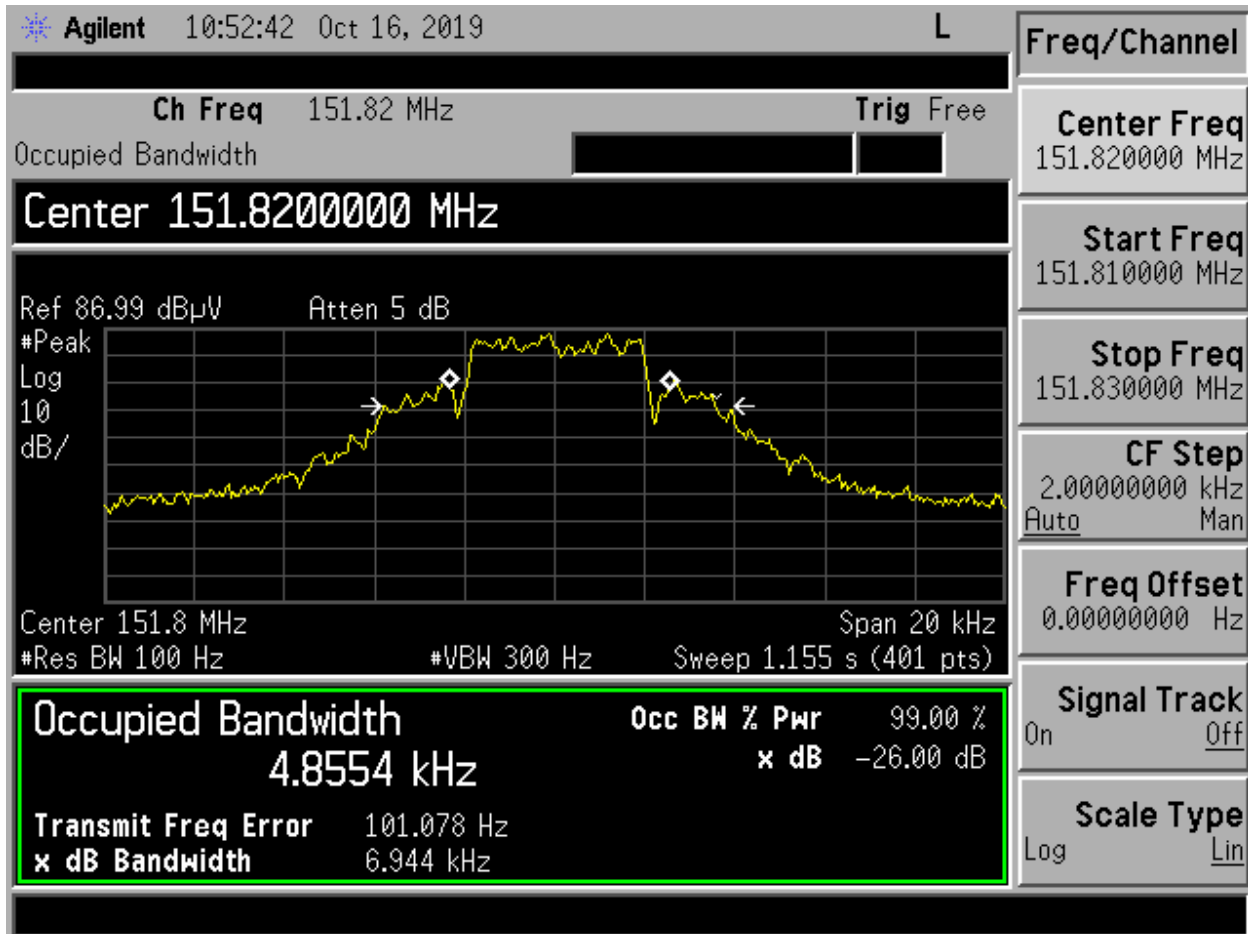 Agilent 10:52:42 Oct 16, 2019 L
Ch Freq 151.82 MHz Trig Free
Occupied Bandwidth
Center 151.8200000 MHz
Ref 86.99 dBµV Atten 5 dB
#Peak
Log
10
dB/
Center 151.8 MHz Span 20 kHz
#Res BW 100 Hz #VBW 300 Hz Sweep 1.155 s (401 pts)
Occupied Bandwidth Occ BW % Pwr 99.00 %
4.8554 kHz x dB -26.00 dB
Transmit Freq Error 101.078 Hz
x dB Bandwidth 6.944 kHz
Freq/Channel
Center Freq
151.820000 MHz
Start Freq
151.810000 MHz
Stop Freq
151.830000 MHz
CF Step
2.00000000 kHz
Auto Man
Freq Offset
0.00000000 Hz
Signal Track
On Off
Scale Type
Log Lin